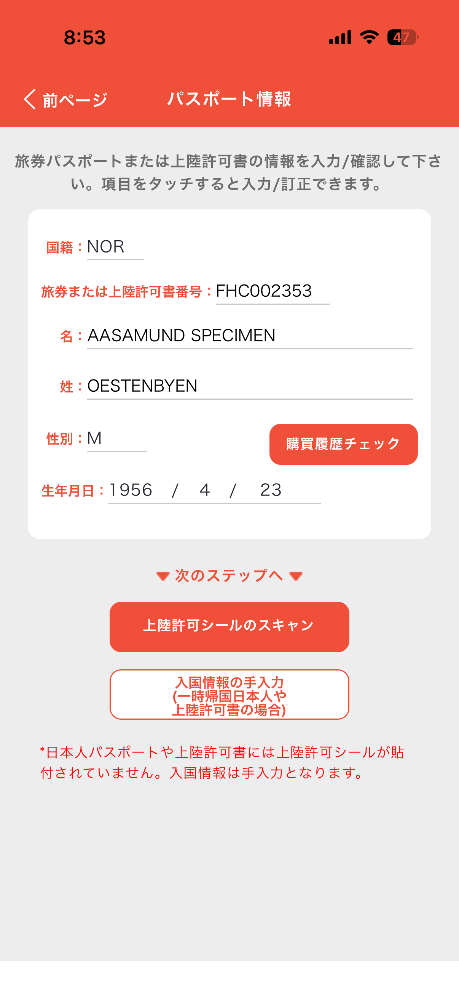 8:53
47
前ページ
パスポート情報
旅券パスポートまたは上陸許可書の情報を入力/確認して下さ
い。項目をタッチすると入力/訂正できます。
国籍：NOR
旅券または上陸許可書番号：FHC002353
名：AASAMUND SPECIMEN
姓：OESTENBYEN
性別：M
購買履歴チェック
生年月日：1956 / 4 / 23
次のステップへ
上陸許可シールのスキャン
入国情報の手入力
(一時帰国日本人や
上陸許可書の場合)
*日本人パスポートや上陸許可書には上陸許可シールが貼
付されていません。入国情報は手入力となります。